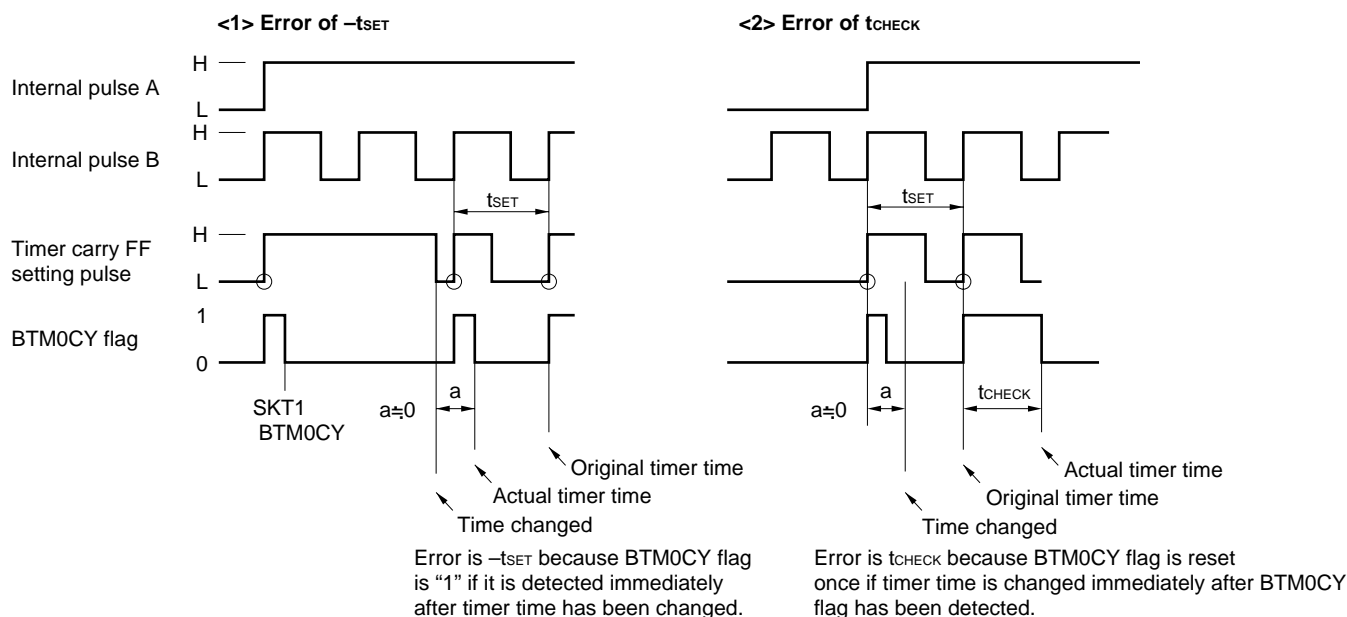 <1> Error of –tSET
<2> Error of tCHECK
Internal pulse A
H
L
Internal pulse B
H
L
tSET
tSET
Timer carry FF
setting pulse
H
L
BTM0CY flag
1
0
SKT1
BTM0CY
a≒0
a
a≒0
a
tCHECK
Original timer time
Actual timer time
Time changed
Actual timer time
Original timer time
Time changed
Error is –tSET because BTM0CY flag
is “1” if it is detected immediately
after timer time has been changed.
Error is tCHECK because BTM0CY flag is reset
once if timer time is changed immediately after BTM0CY
flag has been detected.